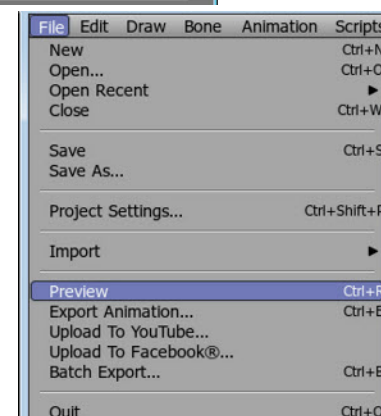 File Edit Draw Bone Animation Scripts
New Ctrl+N
Open... Ctrl+O
Open Recent ▶
Close Ctrl+W
Save Ctrl+S
Save As...
Project Settings... Ctrl+Shift+P
Import ▶
Preview Ctrl+R
Export Animation... Ctrl+E
Upload To YouTube...
Upload To Facebook®...
Batch Export... Ctrl+B
Quit Ctrl+Q